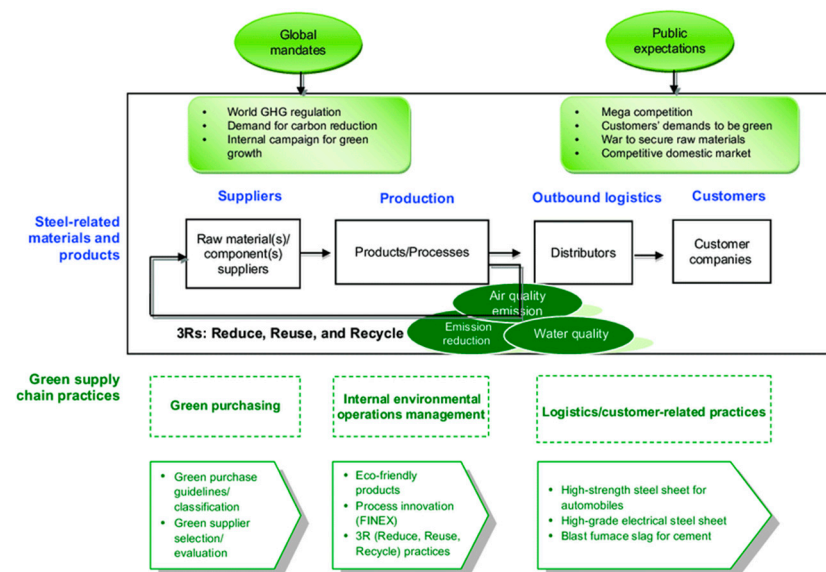 Global
mandates
Public
expectations
• World GHG regulation
• Demand for carbon reduction
• Internal campaign for green
growth
• Mega competition
• Customers' demands to be green
• War to secure raw materials
• Competitive domestic market
Suppliers
Production
Outbound logistics
Customers
Steel-related
materials and
products
Raw material(s)/
component(s)
suppliers
Products/Processes
Distributors
Customer
companies
Air quality
emission
Emission
reduction
Water quality
3Rs: Reduce, Reuse, and Recycle
Green supply
chain practices
Green purchasing
Internal environmental
operations management
Logistics/customer-related practices
• Green purchase
guidelines/
classification
• Green supplier
selection/
evaluation
• Eco-friendly
products
• Process innovation
(FINEX)
• 3R (Reduce, Reuse,
Recycle) practices
• High-strength steel sheet for
automobiles
• High-grade electrical steel sheet
• Blast furnace slag for cement